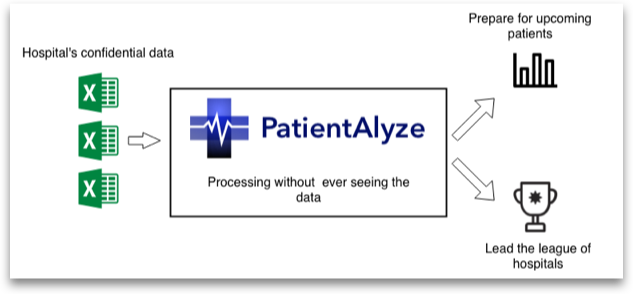 Hospital's confidential data
X
X
X
PatientAlyze
Processing without ever seeing the
data
Prepare for upcoming
patients
Lead the league of
hospitals